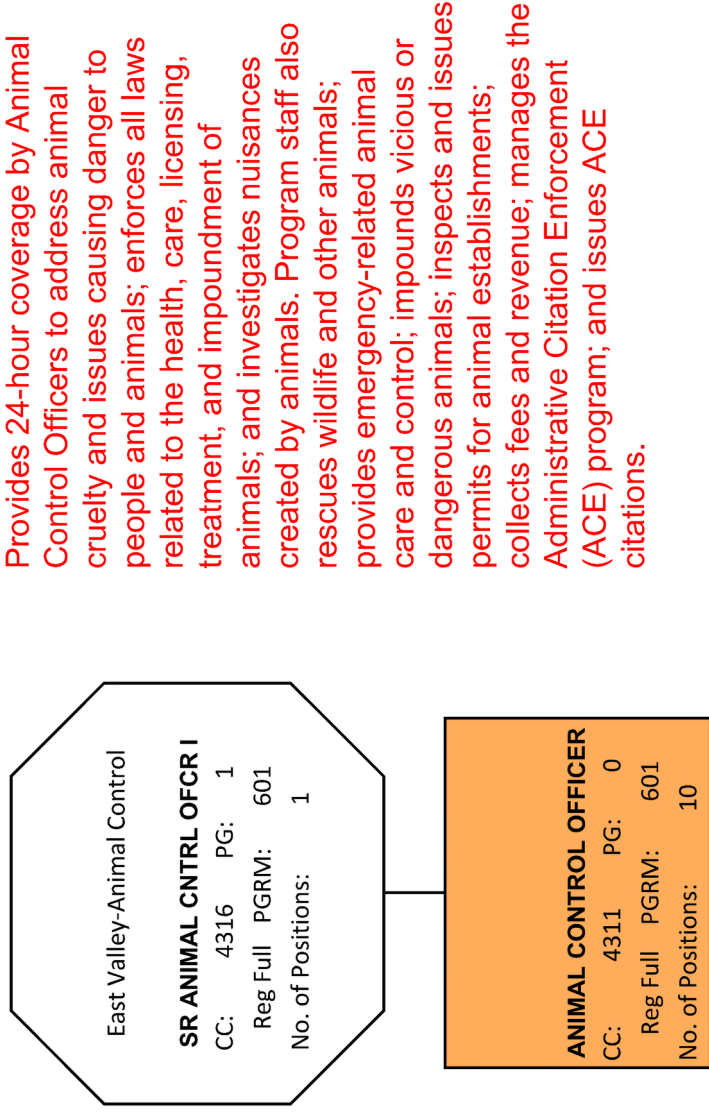 Provides 24-hour coverage by Animal
Control Officers to address animal
cruelty and issues causing danger to
people and animals; enforces all laws
related to the health, care, licensing,
treatment, and impoundment of
animals; and investigates nuisances
created by animals. Program staff also
rescues wildlife and other animals;
provides emergency-related animal
care and control; impounds vicious or
dangerous animals; inspects and issues
permits for animal establishments;
collects fees and revenue; manages the
Administrative Citation Enforcement
(ACE) program; and issues ACE
citations.
East Valley-Animal Control
SR ANIMAL CNTRL OFCR I
CC: 4316 PG: 1
Reg Full PGRM: 601
No. of Positions: 1
ANIMAL CONTROL OFFICER
CC: 4311 PG: 0
Reg Full PGRM: 601
No. of Positions: 10